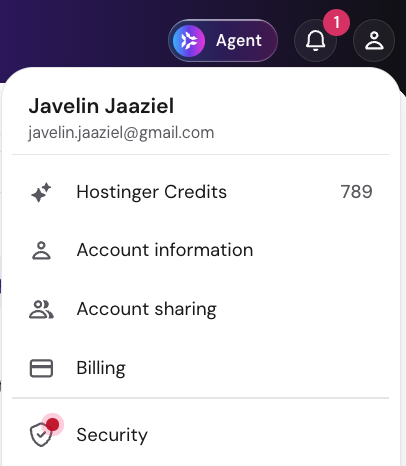 Agent
1
Javelin Jaaziel
javelin.jaaziel@gmail.com
Hostinger Credits 789
Account information
Account sharing
Billing
Security